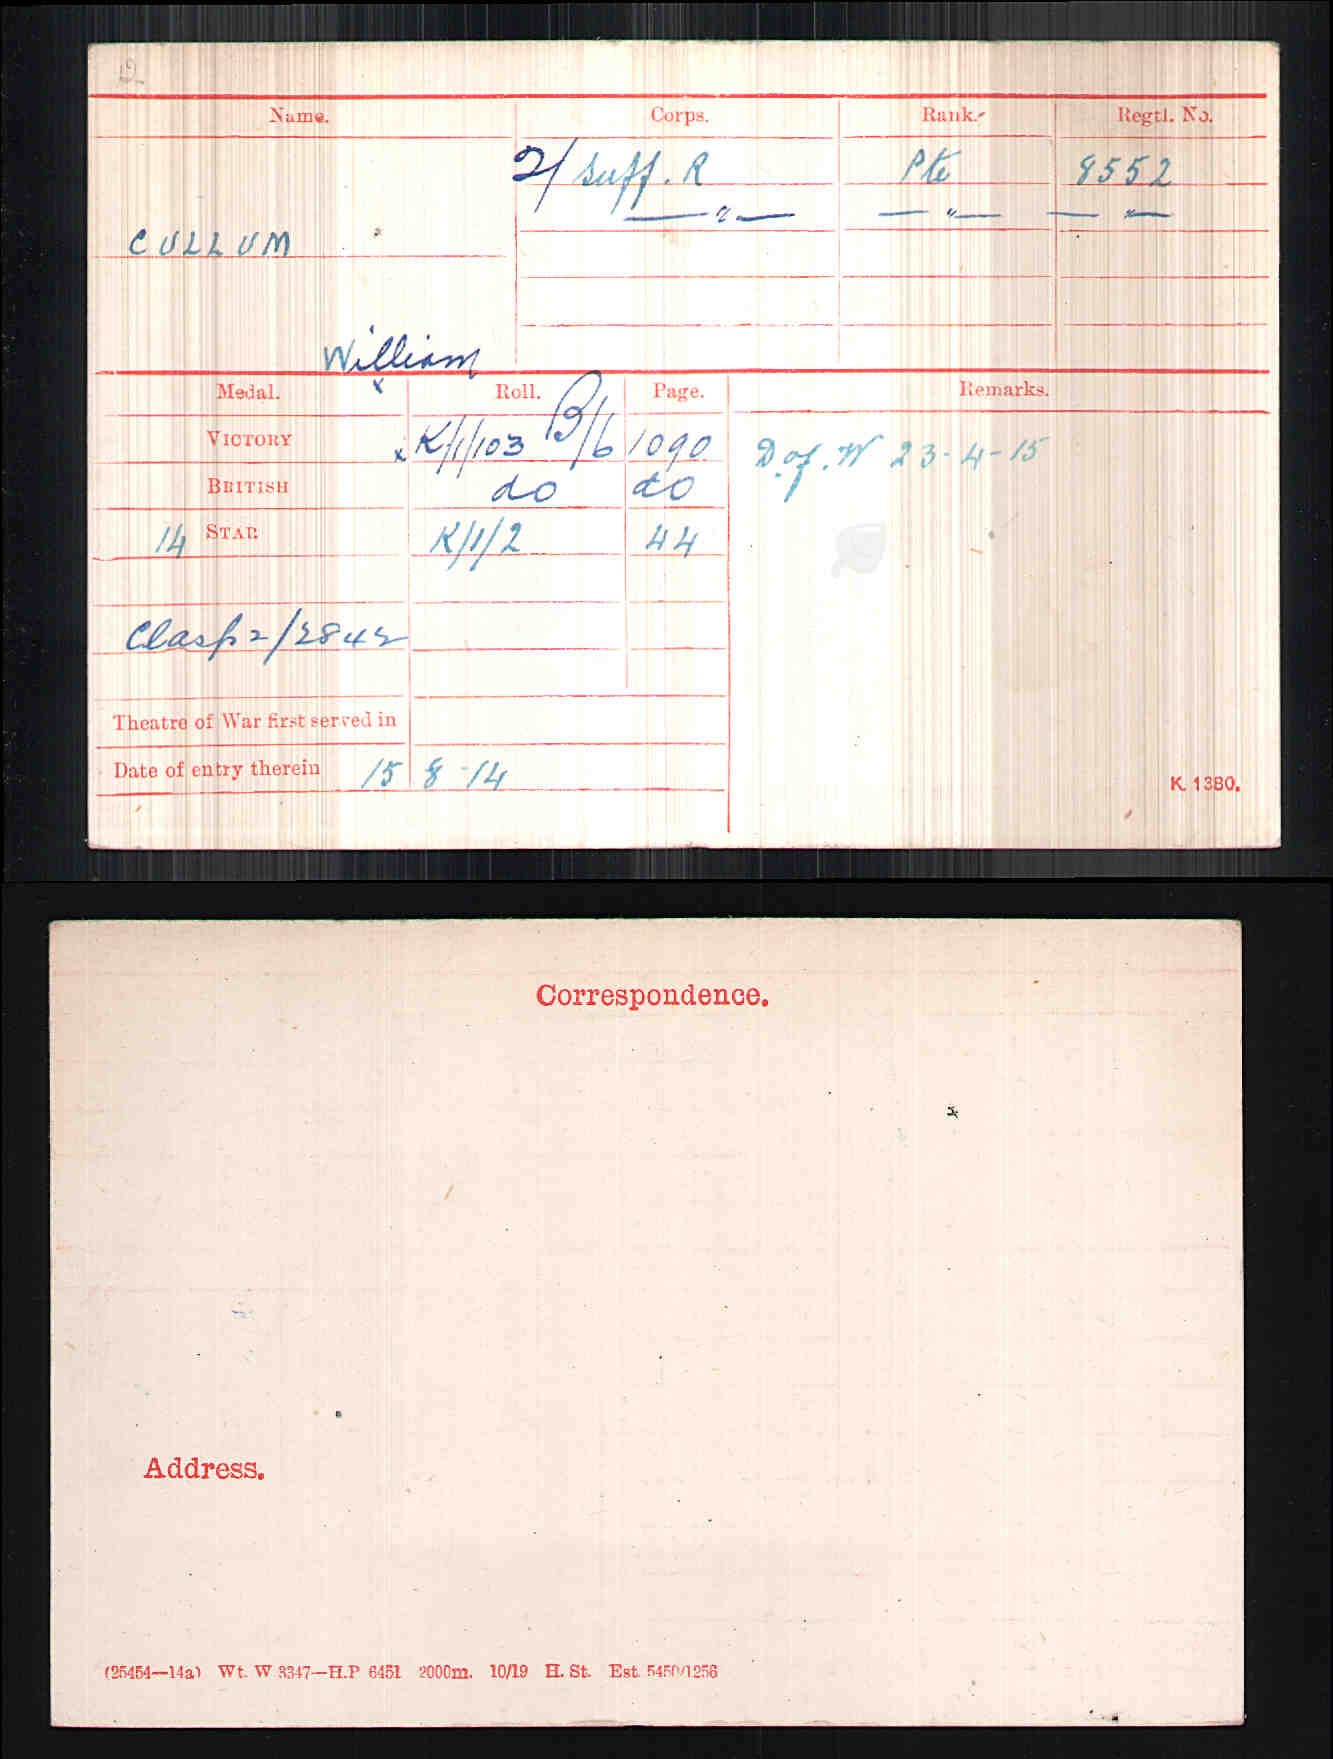 Name. Corps. Rank. Regtl. No.
2/ Suff. R Pte 8552
—〃— —〃— —〃—
CULLUM
William
x
Medal. Roll. Page. Remarks.
VICTORY x K/1/103 B/6 1090 D. of. W 23-4-15
BRITISH do do
14 STAR K/1/2 44
Clasp 2/2842
Theatre of War first served in
Date of entry therein 15 8-14
K. 1380.
Correspondence.
Address.
(25454—14a) Wt. W 3347—H.P 6451 2000m. 10/19 H. St. Est. 5450/1256